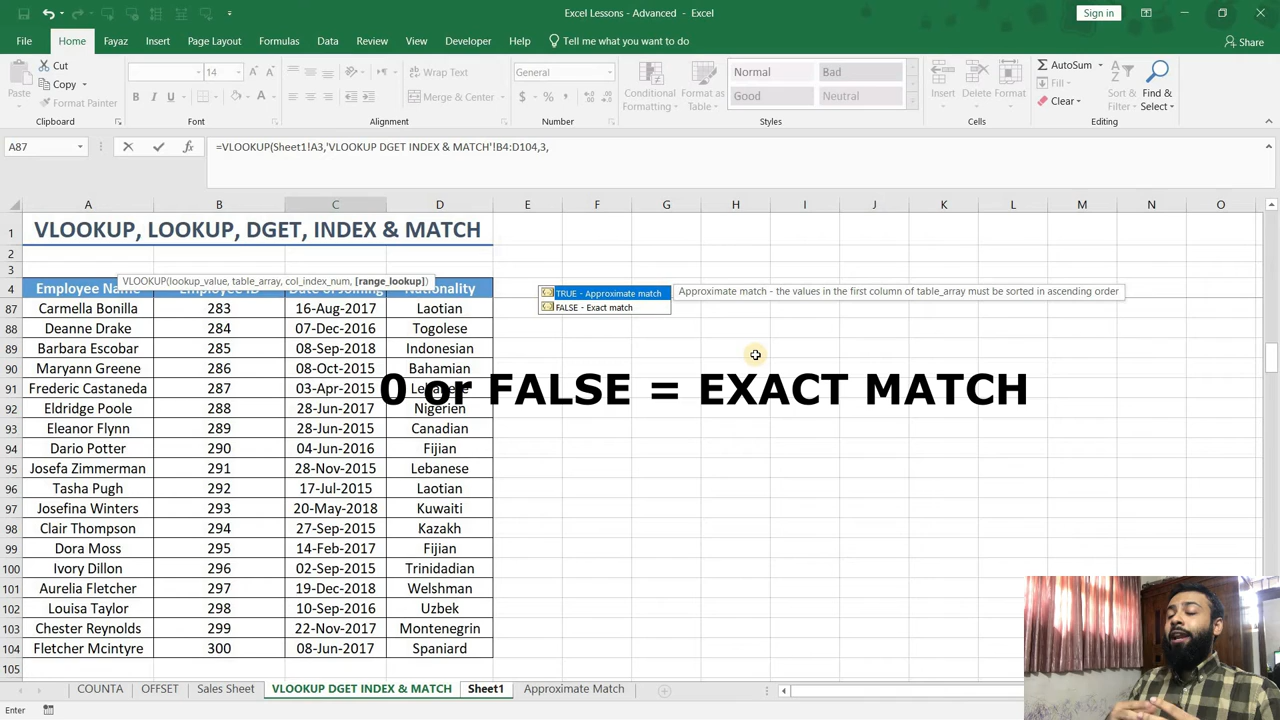 Excel Lessons - Advanced - Excel
Sign in
File Home Fayaz Insert Page Layout Formulas Data Review View Developer Help Tell me what you want to do Share
Paste
Cut
Copy
Format Painter
Clipboard
14
B I U
Font
Wrap Text
Merge & Center
Alignment
General
$ %
Number
Conditional Formatting
Format as Table
Normal Bad
Good Neutral
Styles
Insert Delete Format
Cells
AutoSum
Fill
Clear
Sort & Filter
Find & Select
Editing
A87
=VLOOKUP(Sheet1!A3,'VLOOKUP DGET INDEX & MATCH'!B4:D104,3,
A B C D E F G H I J K L M N O
1 VLOOKUP, LOOKUP, DGET, INDEX & MATCH
2
3
VLOOKUP(lookup_value, table_array, col_index_num, [range_lookup])
4 Employee Name Employee ID Date of Joining Nationality
TRUE - Approximate match
FALSE - Exact match
Approximate match - the values in the first column of table_array must be sorted in ascending order
87 Carmella Bonilla 283 16-Aug-2017 Laotian
88 Deanne Drake 284 07-Dec-2016 Togolese
89 Barbara Escobar 285 08-Sep-2018 Indonesian
90 Maryann Greene 286 08-Oct-2015 Bahamian
91 Frederic Castaneda 287 03-Apr-2015 Lebanese
0 or FALSE = EXACT MATCH
92 Eldridge Poole 288 28-Jun-2017 Nigerien
93 Eleanor Flynn 289 28-Jun-2015 Canadian
94 Dario Potter 290 04-Jun-2016 Fijian
95 Josefa Zimmerman 291 28-Nov-2015 Lebanese
96 Tasha Pugh 292 17-Jul-2015 Laotian
97 Josefina Winters 293 20-May-2018 Kuwaiti
98 Clair Thompson 294 27-Sep-2015 Kazakh
99 Dora Moss 295 14-Feb-2017 Fijian
100 Ivory Dillon 296 02-Sep-2015 Trinidadian
101 Aurelia Fletcher 297 19-Dec-2018 Welshman
102 Louisa Taylor 298 10-Sep-2016 Uzbek
103 Chester Reynolds 299 22-Nov-2017 Montenegrin
104 Fletcher Mcintyre 300 08-Jun-2017 Spaniard
105
COUNTA OFFSET Sales Sheet VLOOKUP DGET INDEX & MATCH Sheet1 Approximate Match
Enter